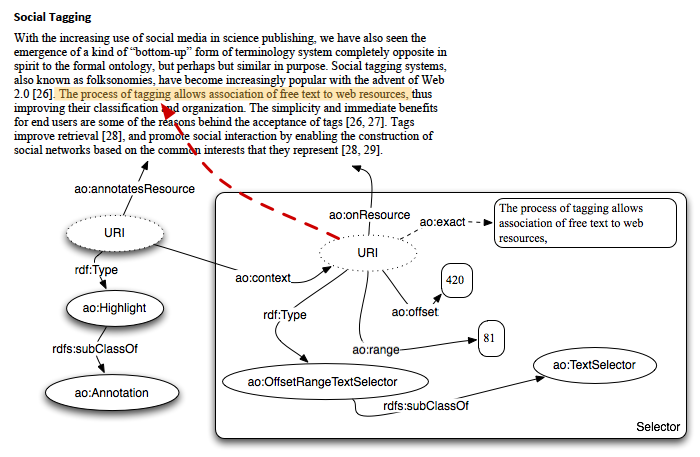 Social Tagging
With the increasing use of social media in science publishing, we have also seen the
emergence of a kind of “bottom-up” form of terminology system completely opposite in
spirit to the formal ontology, but perhaps but similar in purpose. Social tagging systems,
also known as folksonomies, have become increasingly popular with the advent of Web
2.0 [26]. The process of tagging allows association of free text to web resources, thus
improving their classification and organization. The simplicity and immediate benefits
for end users are some of the reasons behind the acceptance of tags [26, 27]. Tags
improve retrieval [28], and promote social interaction by enabling the construction of
social networks based on the common interests that they represent [28, 29].
ao:annotatesResource
ao:onResource
ao:exact
The process of tagging allows
association of free text to web
resources,
URI
URI
rdf:Type
ao:context
420
ao:Highlight
rdf:Type
ao:offset
81
rdfs:subClassOf
ao:range
ao:TextSelector
ao:OffsetRangeTextSelector
ao:Annotation
rdfs:subClassOf
Selector